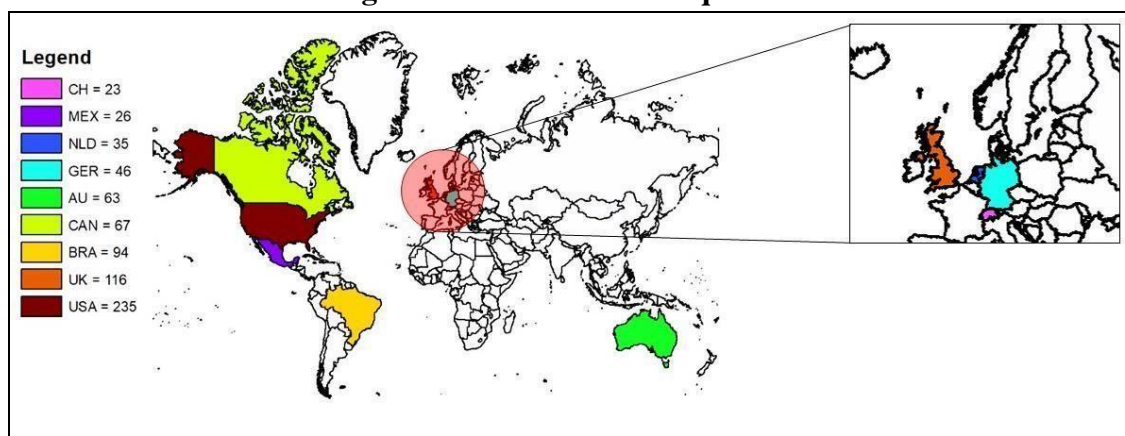 Legend
CH = 23
MEX = 26
NLD = 35
GER = 46
AU = 63
CAN = 67
BRA = 94
UK = 116
USA = 235